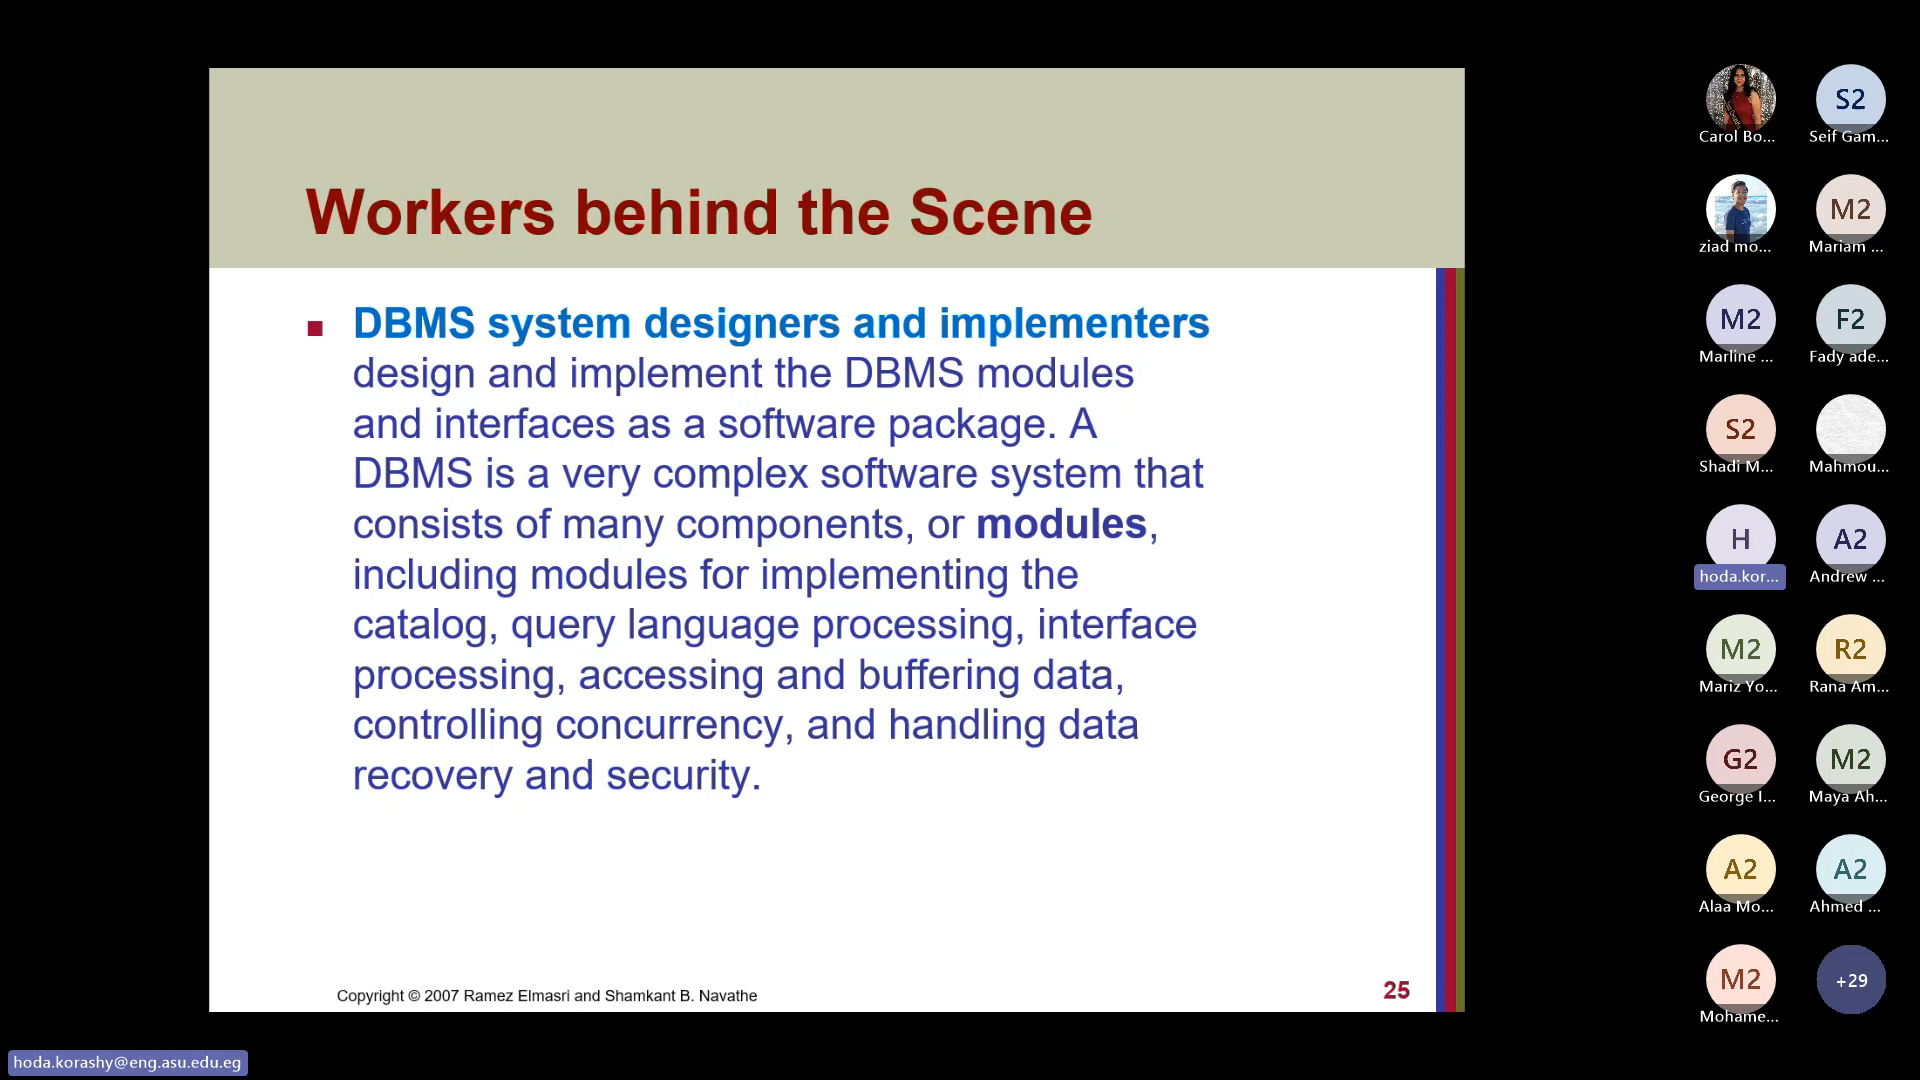 Workers behind the Scene
DBMS system designers and implementers
design and implement the DBMS modules
and interfaces as a software package. A
DBMS is a very complex software system that
consists of many components, or modules,
including modules for implementing the
catalog, query language processing, interface
processing, accessing and buffering data,
controlling concurrency, and handling data
recovery and security.
Copyright © 2007 Ramez Elmasri and Shamkant B. Navathe
25
S2
Carol Bo...
Seif Gam...
M2
ziad mo...
Mariam ...
M2
F2
Marline ...
Fady ade...
S2
Shadi M...
Mahmou...
H
A2
hoda.kor...
Andrew ...
M2
R2
Mariz Yo...
Rana Am...
G2
M2
George I...
Maya Ah...
A2
A2
Alaa Mo...
Ahmed ...
M2
+29
Mohame...
hoda.korashy@eng.asu.edu.eg